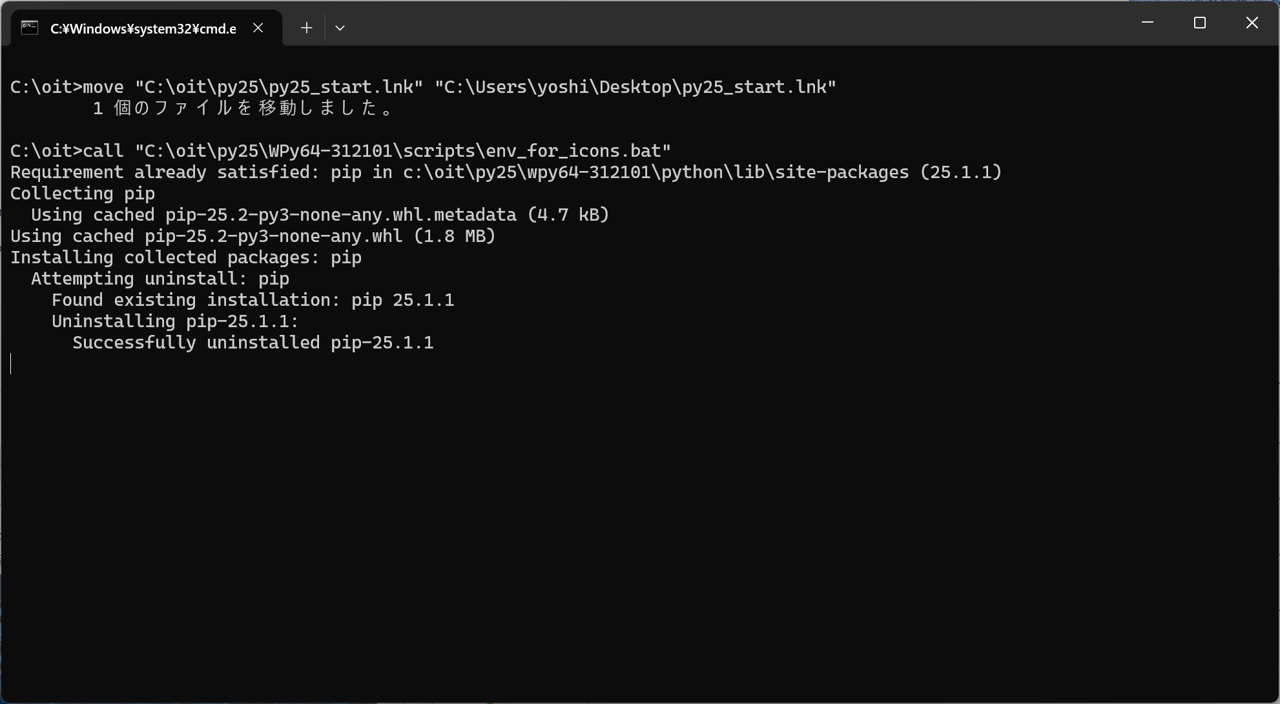 C:¥Windows¥system32¥cmd.e
C:\oit>move "C:\oit\py25\py25_start.lnk" "C:\Users\yoshi\Desktop\py25_start.lnk"
1 個のファイルを移動しました。
C:\oit>call "C:\oit\py25\WPy64-312101\scripts\env_for_icons.bat"
Requirement already satisfied: pip in c:\oit\py25\wpy64-312101\python\lib\site-packages (25.1.1)
Collecting pip
  Using cached pip-25.2-py3-none-any.whl.metadata (4.7 kB)
Using cached pip-25.2-py3-none-any.whl (1.8 MB)
Installing collected packages: pip
  Attempting uninstall: pip
    Found existing installation: pip 25.1.1
    Uninstalling pip-25.1.1:
      Successfully uninstalled pip-25.1.1